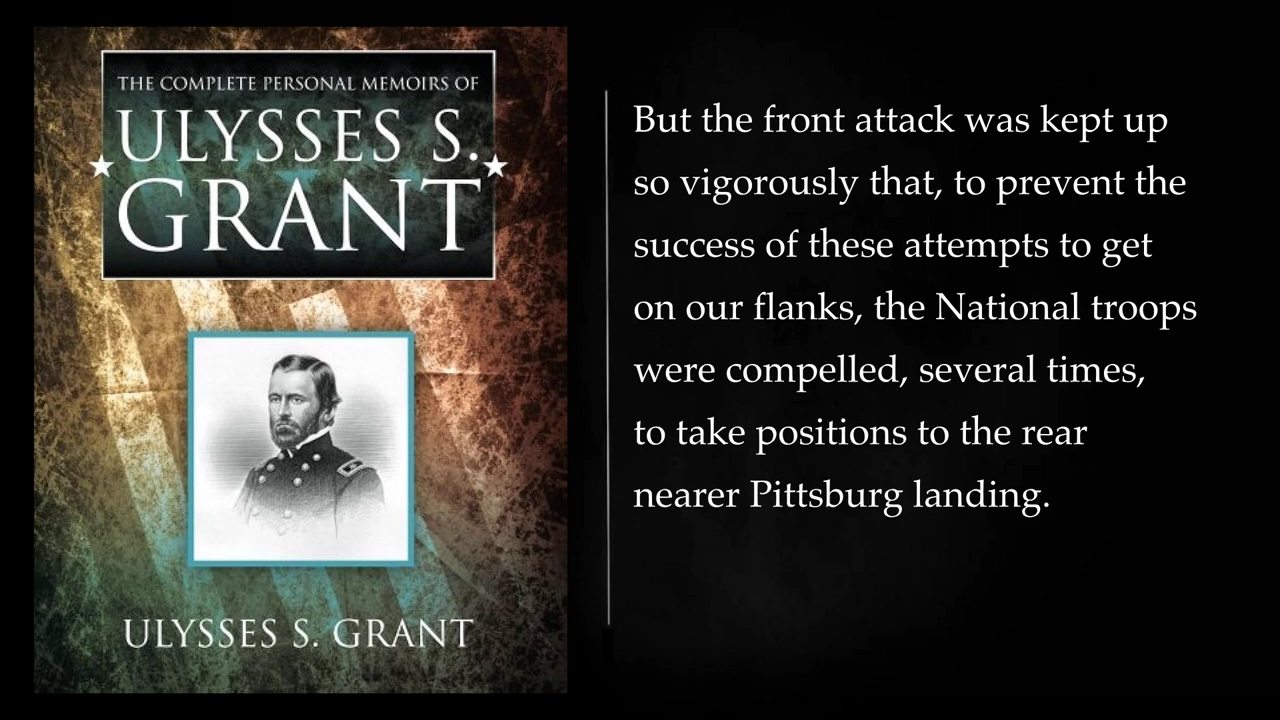 THE COMPLETE PERSONAL MEMOIRS OF
ULYSSES S.
GRANT
ULYSSES S. GRANT
But the front attack was kept up
so vigorously that, to prevent the
success of these attempts to get
on our flanks, the National troops
were compelled, several times,
to take positions to the rear
nearer Pittsburg landing.